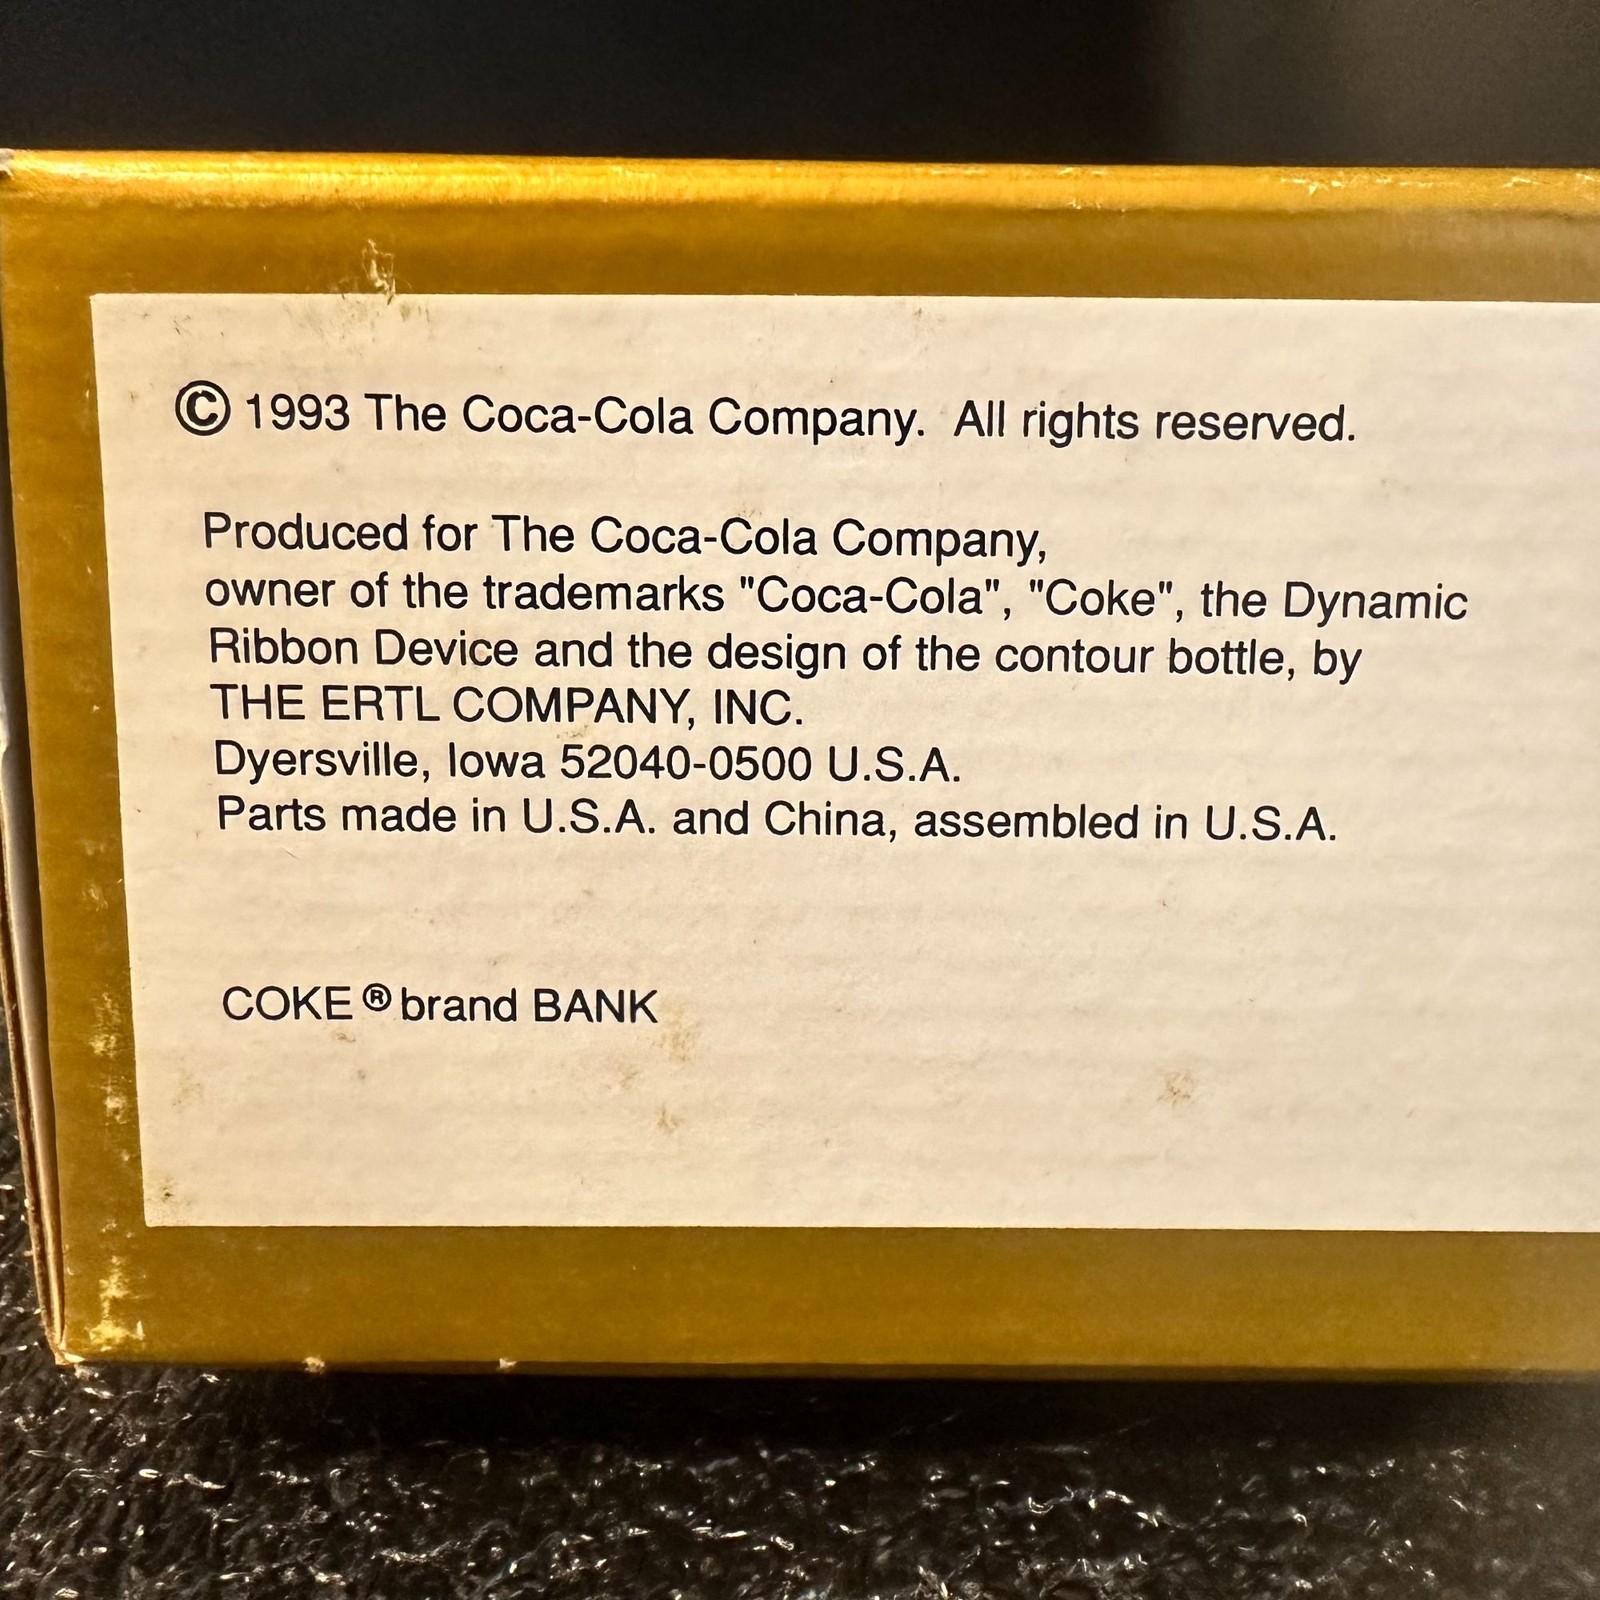 © 1993 The Coca-Cola Company. All rights reserved.
Produced for The Coca-Cola Company,
owner of the trademarks "Coca-Cola", "Coke", the Dynamic
Ribbon Device and the design of the contour bottle, by
THE ERTL COMPANY, INC.
Dyersville, Iowa 52040-0500 U.S.A.
Parts made in U.S.A. and China, assembled in U.S.A.
COKE ® brand BANK